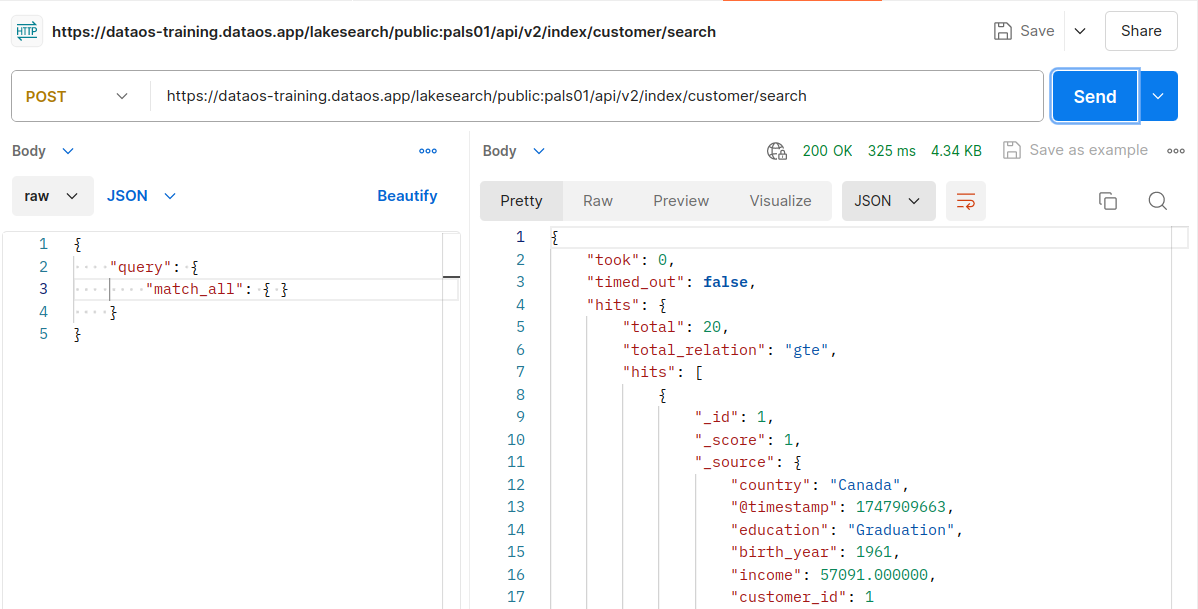 HTTP https://dataos-training.dataos.app/lakesearch/public:pals01/api/v2/index/customer/search Save Share
POST https://dataos-training.dataos.app/lakesearch/public:pals01/api/v2/index/customer/search Send
Body
raw JSON Beautify
1 {
2 "query": {
3 "match_all": { }
4 }
5 }
Body 200 OK 325 ms 4.34 KB Save as example
Pretty Raw Preview Visualize JSON
1 {
2 "took": 0,
3 "timed_out": false,
4 "hits": {
5 "total": 20,
6 "total_relation": "gte",
7 "hits": [
8 {
9 "_id": 1,
10 "_score": 1,
11 "_source": {
12 "country": "Canada",
13 "@timestamp": 1747909663,
14 "education": "Graduation",
15 "birth_year": 1961,
16 "income": 57091.000000,
17 "customer_id": 1